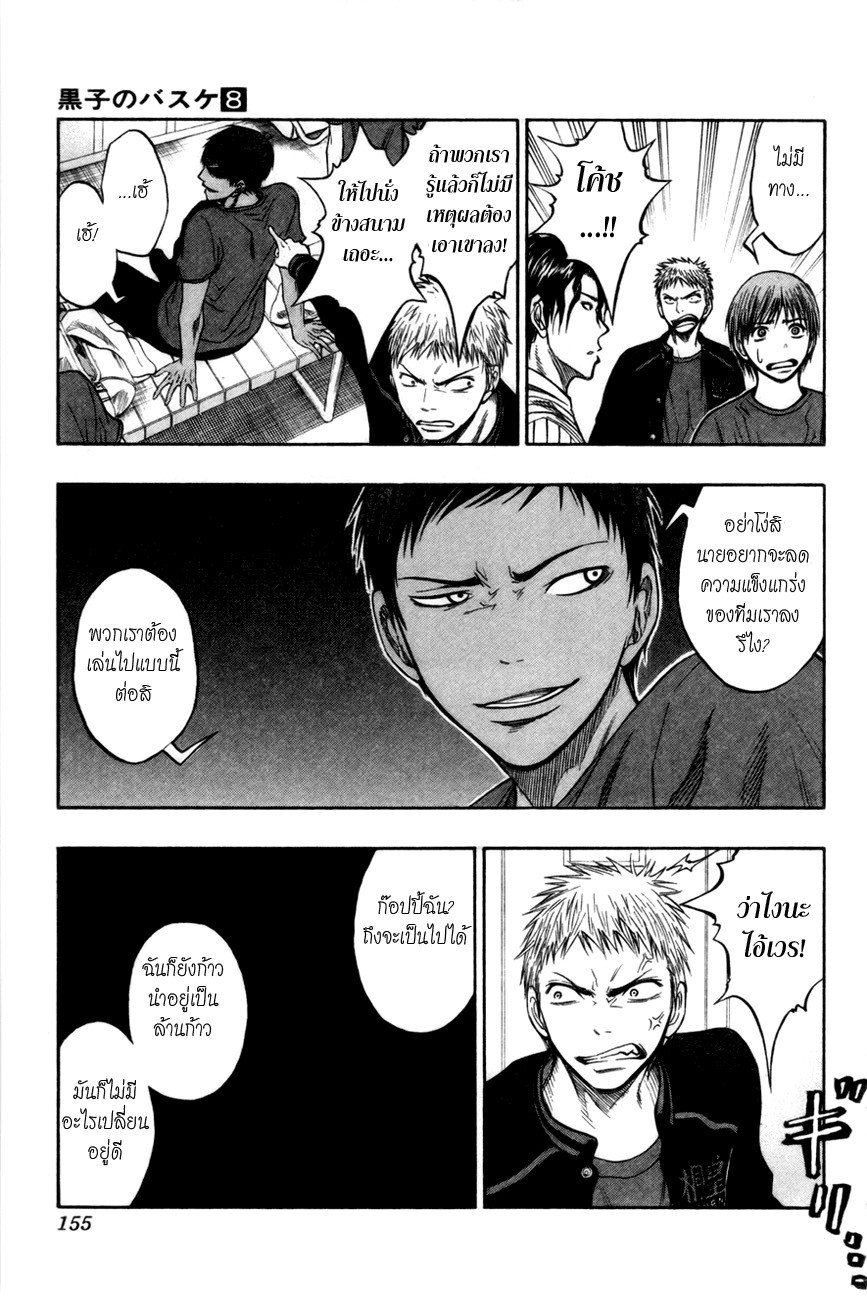 黒子のバスケ 8
ไม่มี
ทาง...
โค้ช
...!!
ถ้าพวกเรา
รู้แล้วก็ไม่มี
เหตุผลต้อง
เอาเขาลง!
ให้ไปนั่ง
ข้างสนาม
เถอะ...
...เฮ้
เฮ้!
อย่าโง่สิ
นายอยากจะลด
ความแข็งแกร่ง
ของทีมเราลง
รึไง?
พวกเราต้อง
เล่นไปแบบนี้
ต่อสิ
ว่าไงนะ
ไอ้เวร!
ก๊อปปี้ฉัน?
ถึงจะเป็นไปได้
ฉันก็ยังก้าว
นำอยู่เป็น
ล้านก้าว
มันก็ไม่มี
อะไรเปลี่ยน
อยู่ดี
155